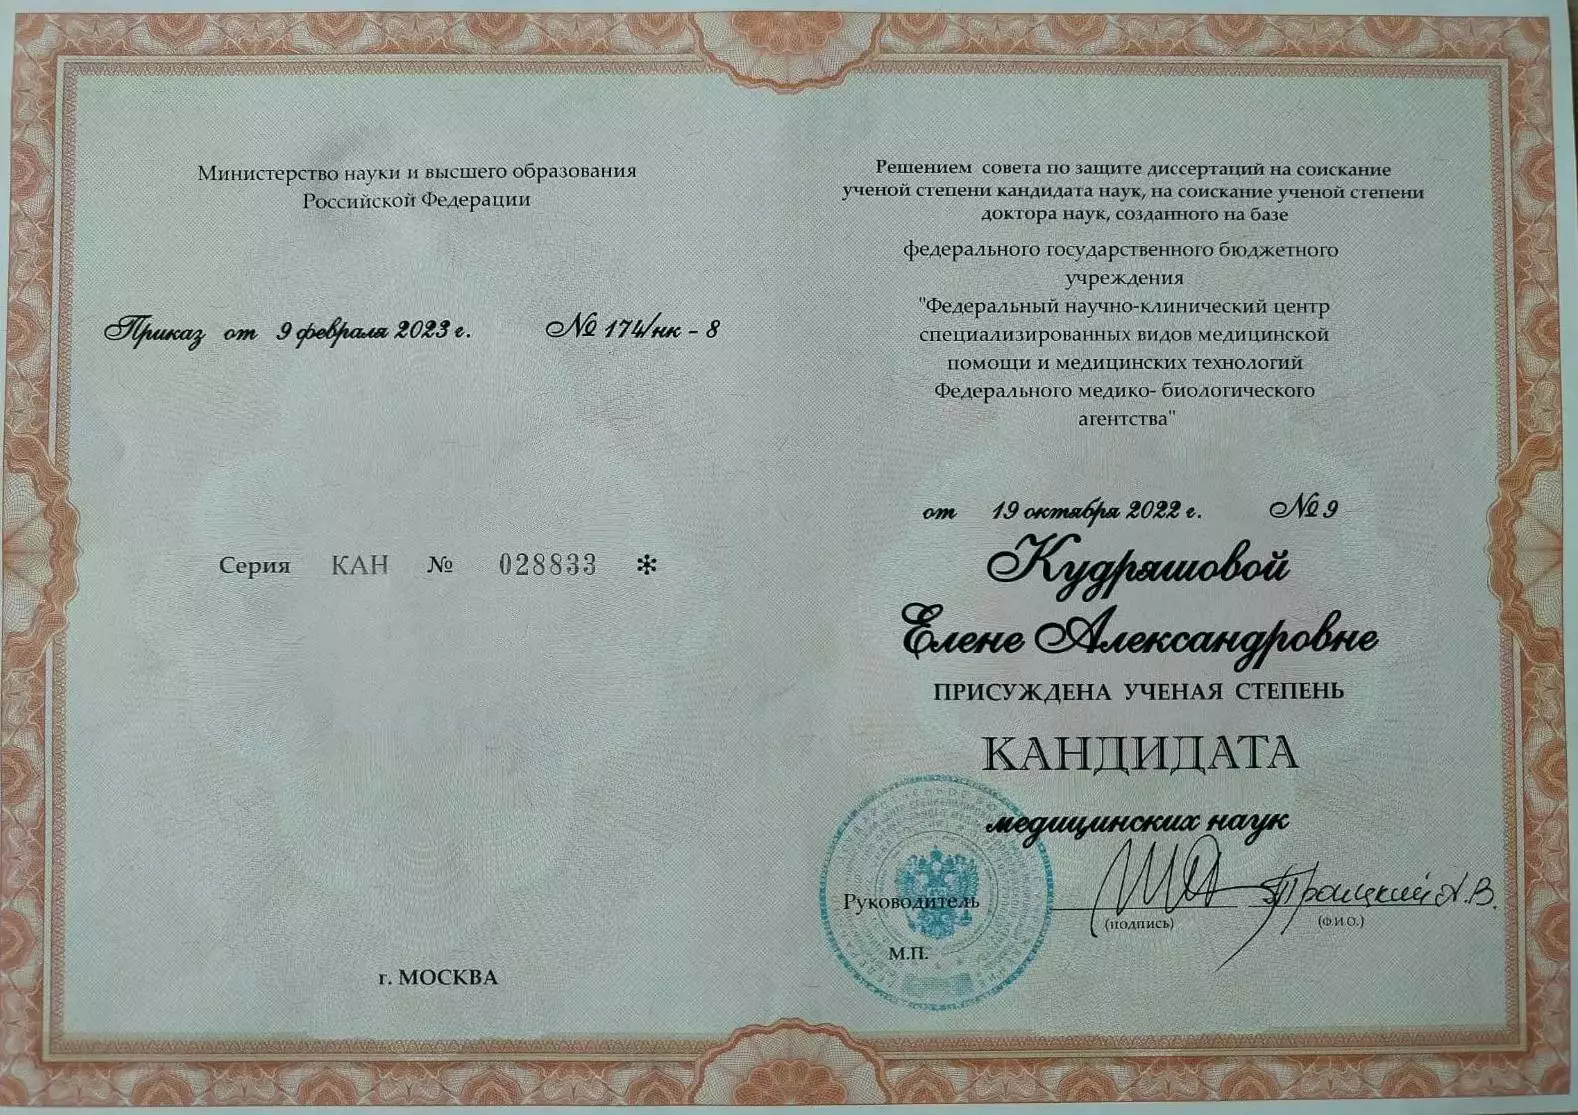 Министерство науки и высшего образования
Российской Федерации
Приказ от 9 февраля 2023 г. № 174/нк - 8
Серия КАН № 028833 *
г. МОСКВА
Решением совета по защите диссертаций на соискание
ученой степени кандидата наук, на соискание ученой степени
доктора наук, созданного на базе
федерального государственного бюджетного
учреждения
"Федеральный научно-клинический центр
специализированных видов медицинской
помощи и медицинских технологий
Федерального медико- биологического
агентства"
от 19 октября 2022 г. № 9
Кудряшовой
Елене Александровне
ПРИСУЖДЕНА УЧЕНАЯ СТЕПЕНЬ
КАНДИДАТА
медицинских наук
Руководитель Троицкий А.В.
(подпись) (Ф.И.О.)
М.П.